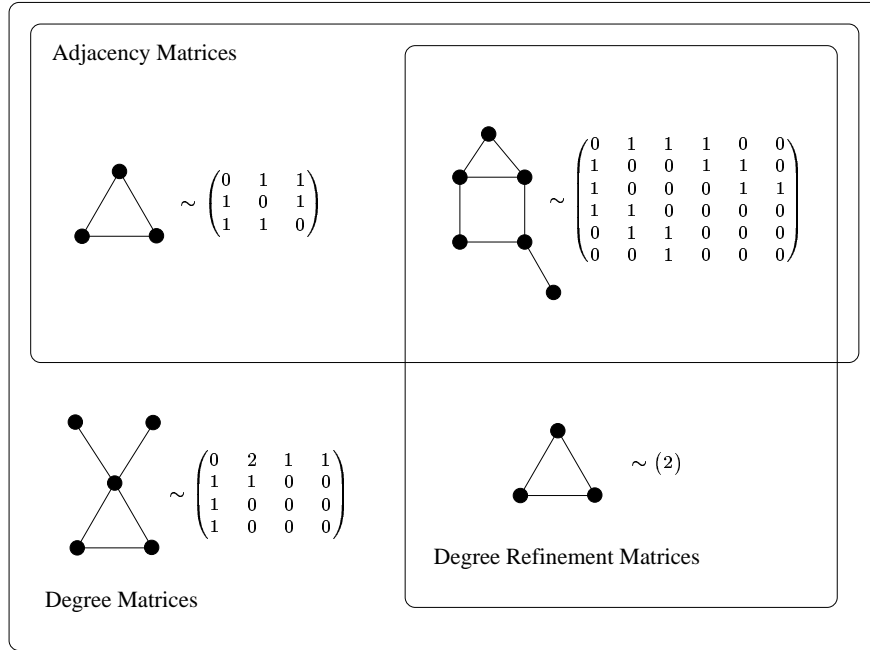 Adjacency Matrices
∼ (0 1 1
1 0 1
1 1 0)
∼ (0 1 1 1 0 0
1 0 0 1 1 0
1 0 0 0 1 1
1 1 0 0 0 0
0 1 1 0 0 0
0 0 1 0 0 0)
∼ (0 2 1 1
1 1 0 0
1 0 0 0
1 0 0 0)
∼ (2)
Degree Refinement Matrices
Degree Matrices